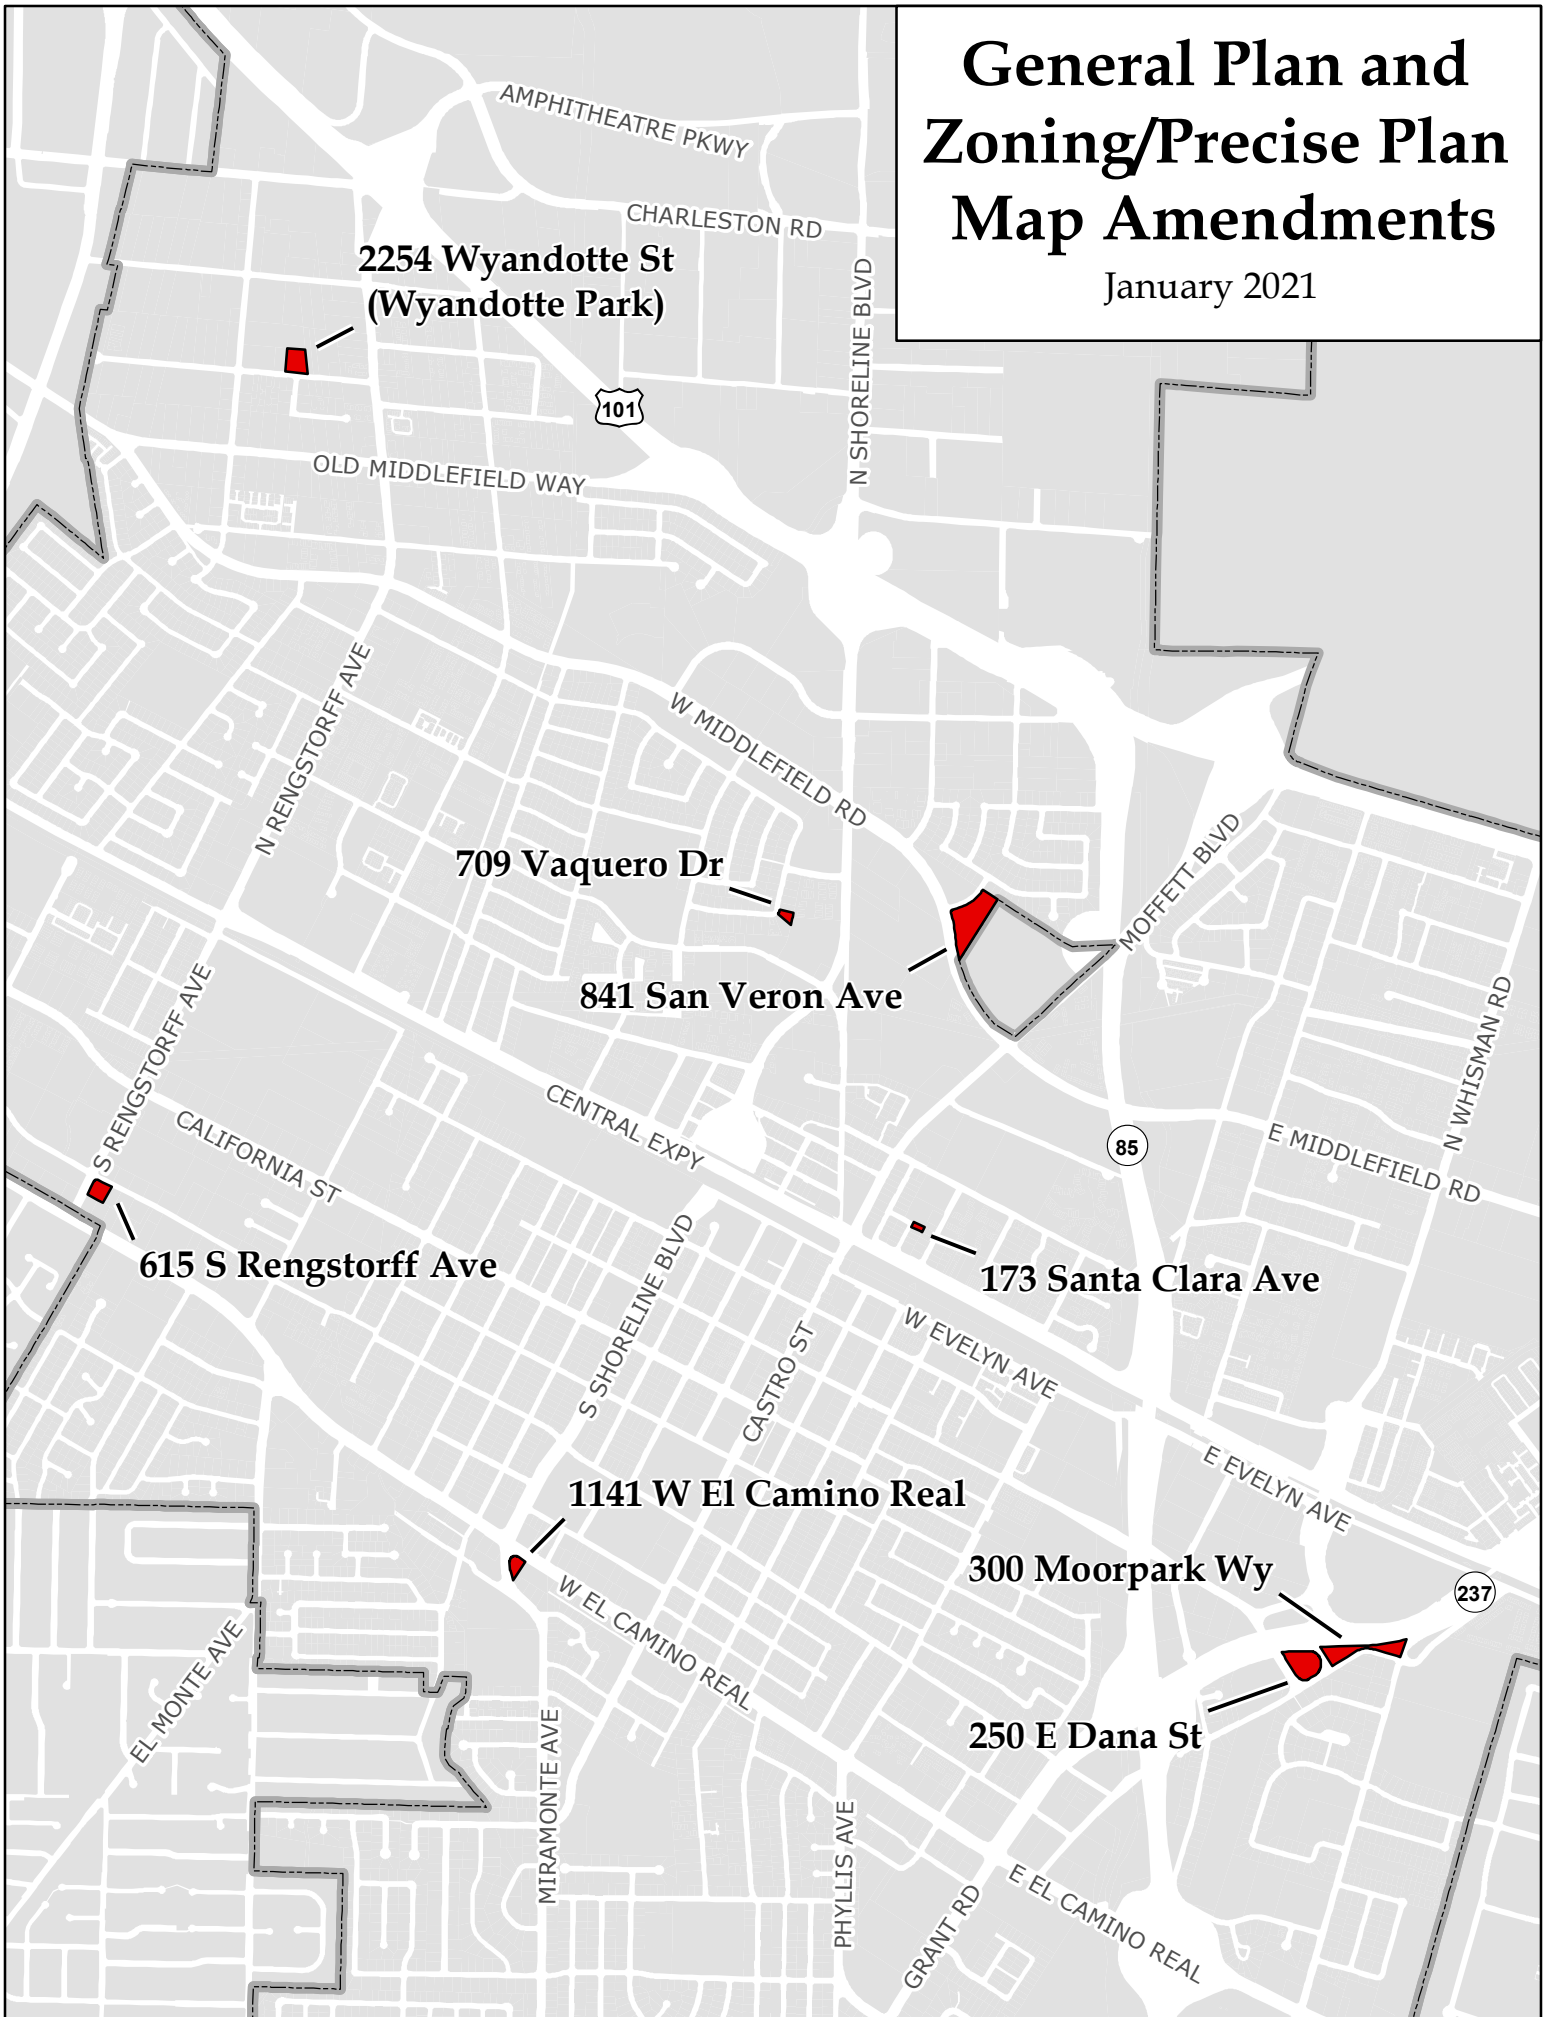 General Plan and
Zoning/Precise Plan
Map Amendments
January 2021
AMPHITHEATRE PKWY
CHARLESTON RD
2254 Wyandotte St
(Wyandotte Park)
N SHORELINE BLVD
101
OLD MIDDLEFIELD WAY
N RENGSTORFF AVE
W MIDDLEFIELD RD
709 Vaquero Dr
MOFFETT BLVD
841 San Veron Ave
S RENGSTORFF AVE
N WHISMAN RD
CENTRAL EXPY
CALIFORNIA ST
85
E MIDDLEFIELD RD
615 S Rengstorff Ave
173 Santa Clara Ave
S SHORELINE BLVD
CASTRO ST
W EVELYN AVE
E EVELYN AVE
1141 W El Camino Real
300 Moorpark Wy
237
W EL CAMINO REAL
EL MONTE AVE
250 E Dana St
MIRAMONTE AVE
PHYLLIS AVE
GRANT RD
E EL CAMINO REAL